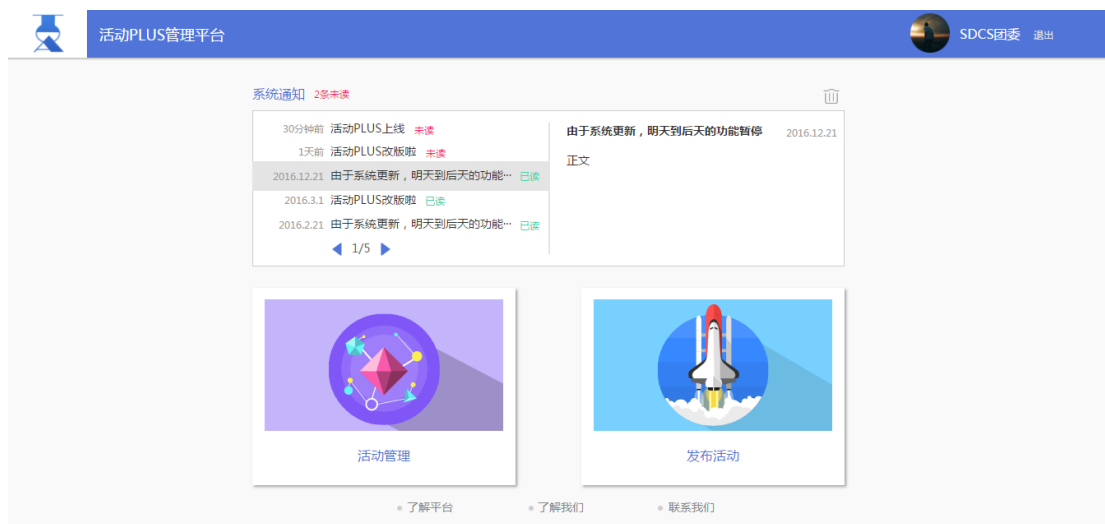 活动PLUS管理平台
SDCS团委 退出
系统通知 2条未读
30分钟前 活动PLUS上线 未读
1天前 活动PLUS改版啦 未读
2016.12.21 由于系统更新，明天到后天的功能… 已读
2016.3.1 活动PLUS改版啦 已读
2016.2.21 由于系统更新，明天到后天的功能… 已读
1/5
由于系统更新，明天到后天的功能暂停 2016.12.21
正文
活动管理
发布活动
了解平台 了解我们 联系我们